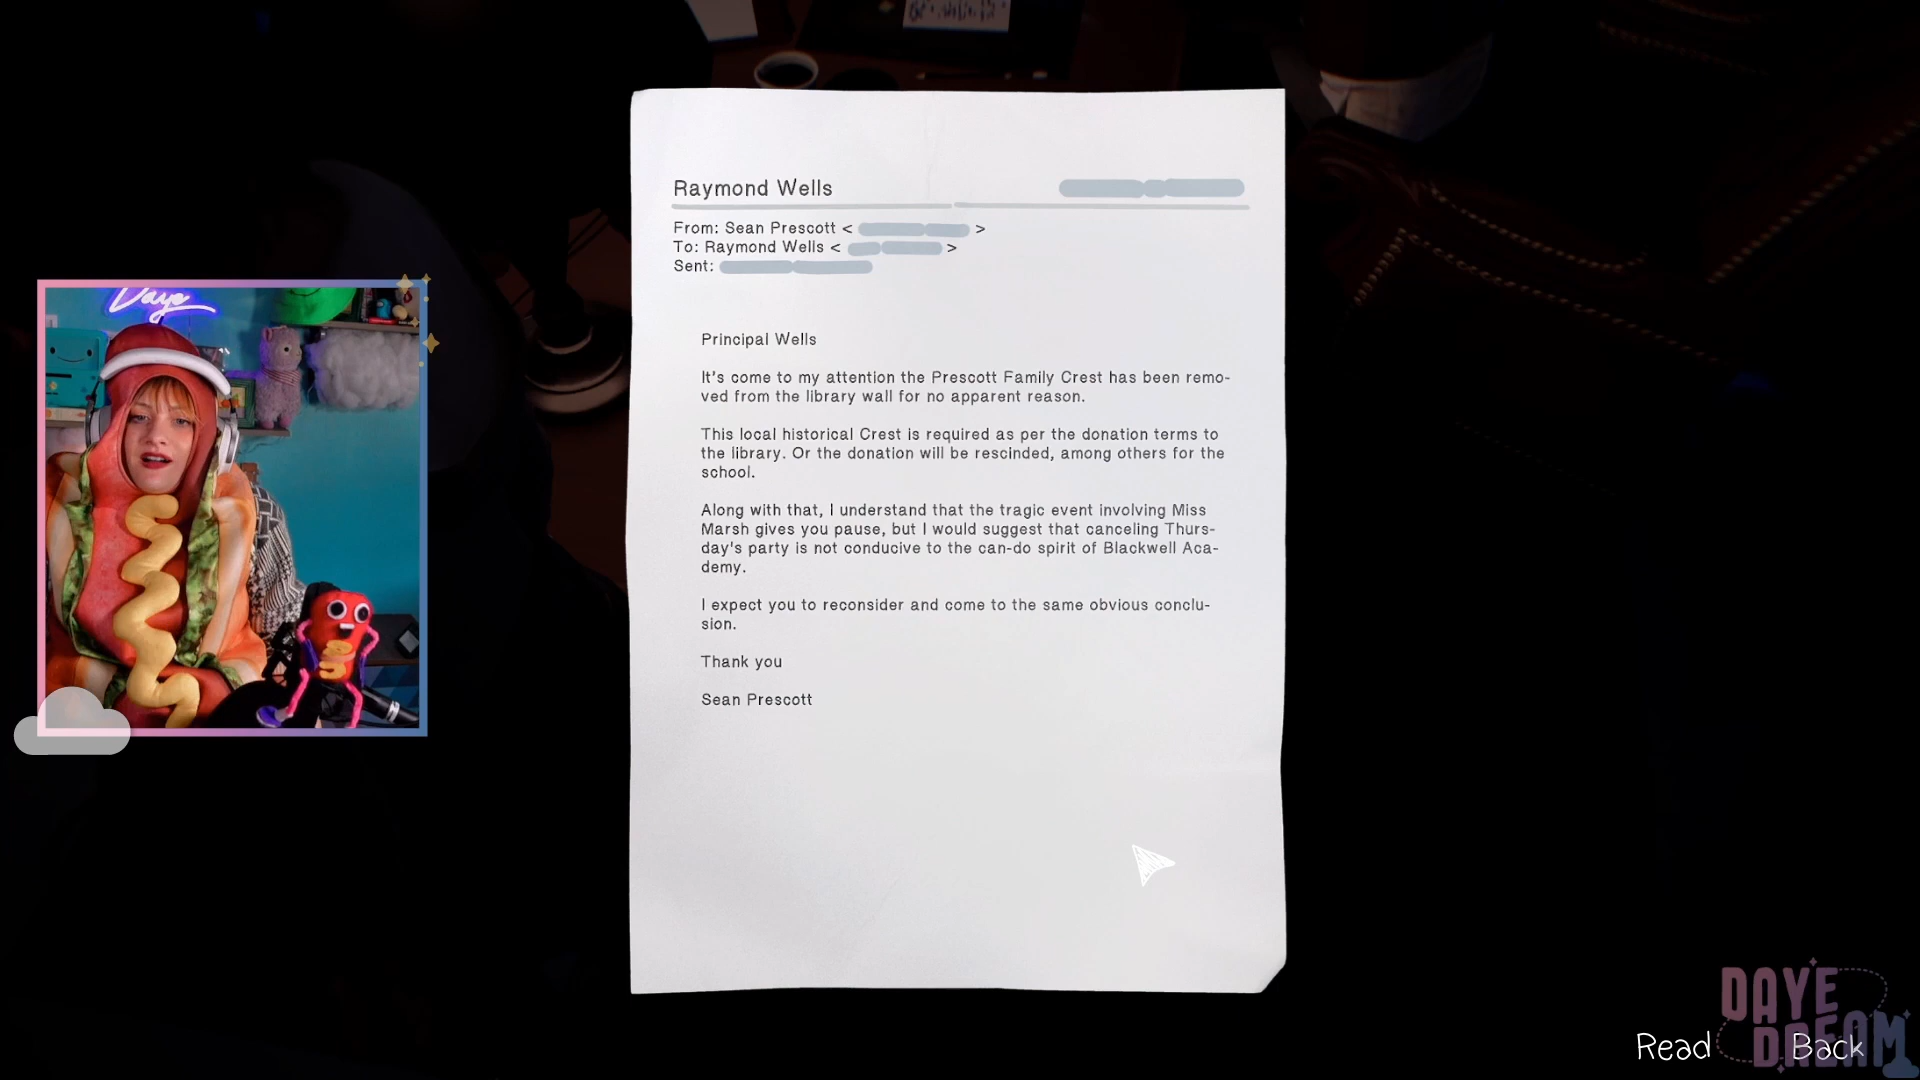 Raymond Wells
From: Sean Prescott < >
To: Raymond Wells < >
Sent:
Principal Wells
It's come to my attention the Prescott Family Crest has been remo-
ved from the library wall for no apparent reason.
This local historical Crest is required as per the donation terms to
the library. Or the donation will be rescinded, among others for the
school.
Along with that, I understand that the tragic event involving Miss
Marsh gives you pause, but I would suggest that canceling Thurs-
day's party is not conducive to the can-do spirit of Blackwell Aca-
demy.
I expect you to reconsider and come to the same obvious conclu-
sion.
Thank you
Sean Prescott
Daye
DAYE
DREAM
Read
Back